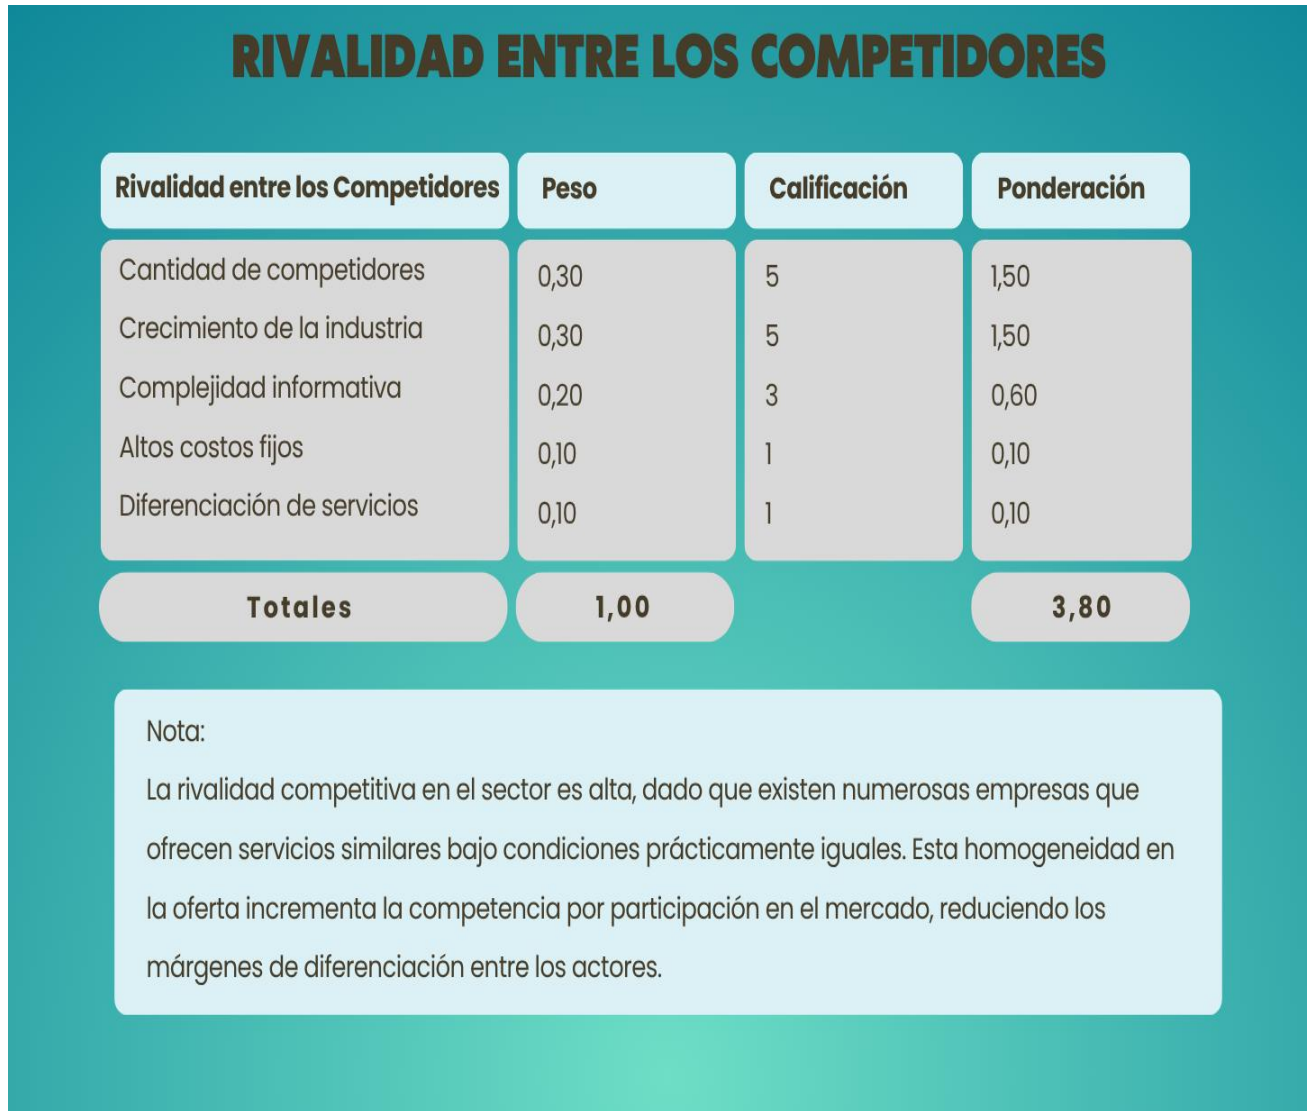 RIVALIDAD ENTRE LOS COMPETIDORES
Rivalidad entre los Competidores Peso Calificación Ponderación
Cantidad de competidores 0,30 5 1,50
Crecimiento de la industria 0,30 5 1,50
Complejidad informativa 0,20 3 0,60
Altos costos fijos 0,10 1 0,10
Diferenciación de servicios 0,10 1 0,10
Totales 1,00 3,80
Nota:
La rivalidad competitiva en el sector es alta, dado que existen numerosas empresas que
ofrecen servicios similares bajo condiciones prácticamente iguales. Esta homogeneidad en
la oferta incrementa la competencia por participación en el mercado, reduciendo los
márgenes de diferenciación entre los actores.